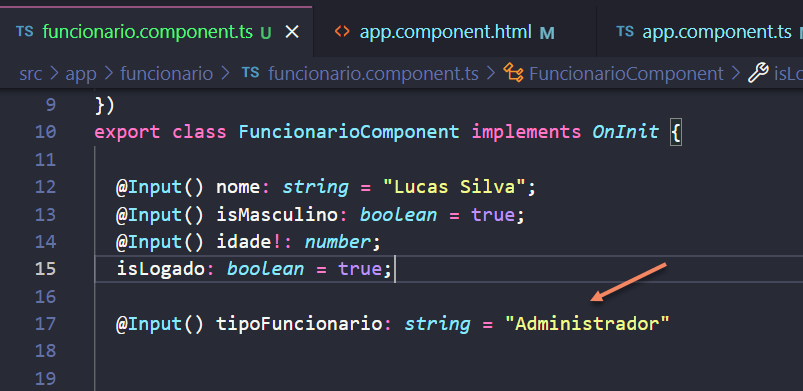 TS funcionario.component.ts U × <> app.component.html M TS app.component.ts M
src > app > funcionario > TS funcionario.component.ts > FuncionarioComponent > isLo
9 })
10 export class FuncionarioComponent implements OnInit {
11
12 @Input() nome: string = "Lucas Silva";
13 @Input() isMasculino: boolean = true;
14 @Input() idade!: number;
15 isLogado: boolean = true;
16
17 @Input() tipoFuncionario: string = "Administrador"
18
19